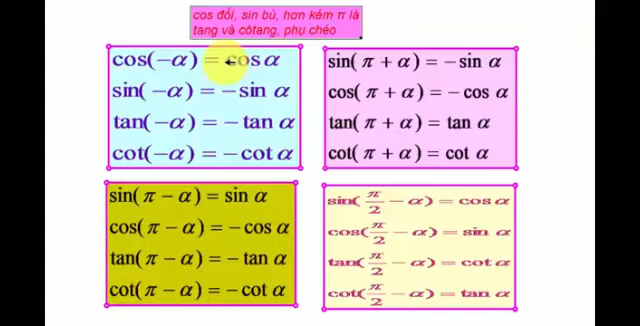 cos đối, sin bù, hơn kém π là
tang và côtang, phụ chéo
cos(−α) = cos α
sin(−α) = − sin α
tan(−α) = − tan α
cot(−α) = − cot α
sin( π + α) = − sin α
cos( π + α) = − cos α
tan( π + α) = tan α
cot( π + α) = cot α
sin( π − α) = sin α
cos( π − α) = − cos α
tan( π − α) = − tan α
cot( π − α) = − cot α
sin( π/2 − α) = cos α
cos( π/2 − α) = sin α
tan( π/2 − α) = cot α
cot( π/2 − α) = tan α